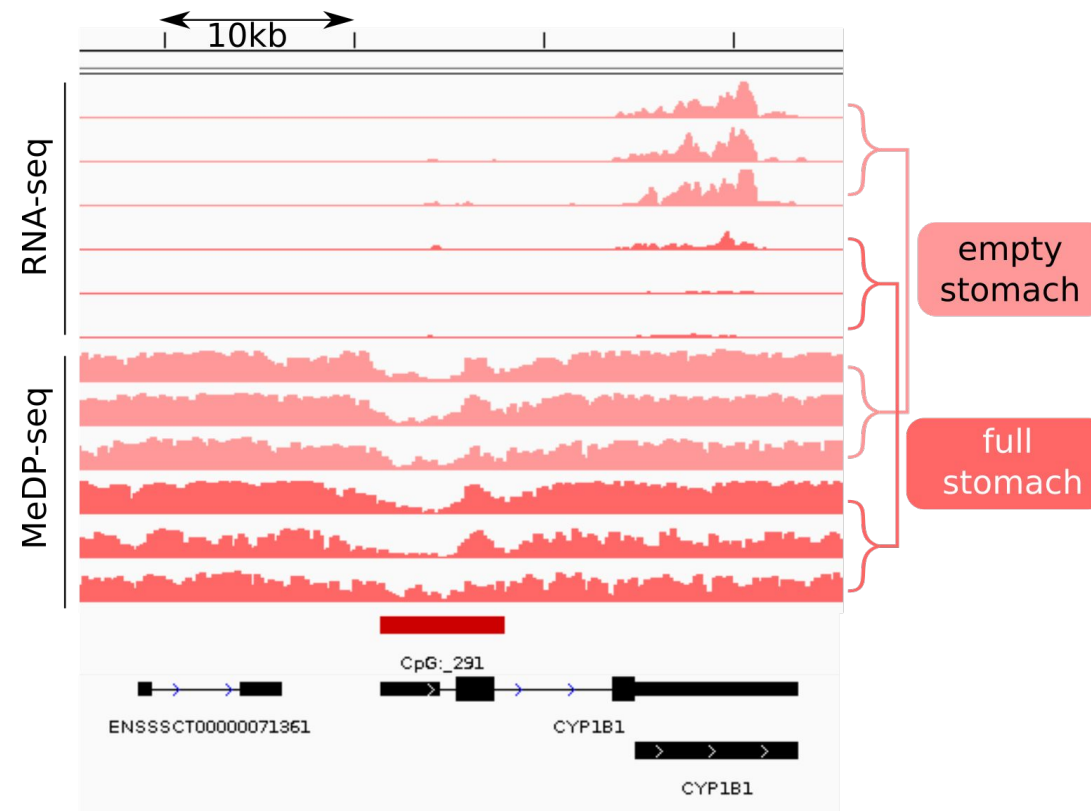 10kb
RNA-seq
empty
stomach
MeDP-seq
full
stomach
CpG:_291
ENSSSCT00000071361
CYP1B1
CYP1B1